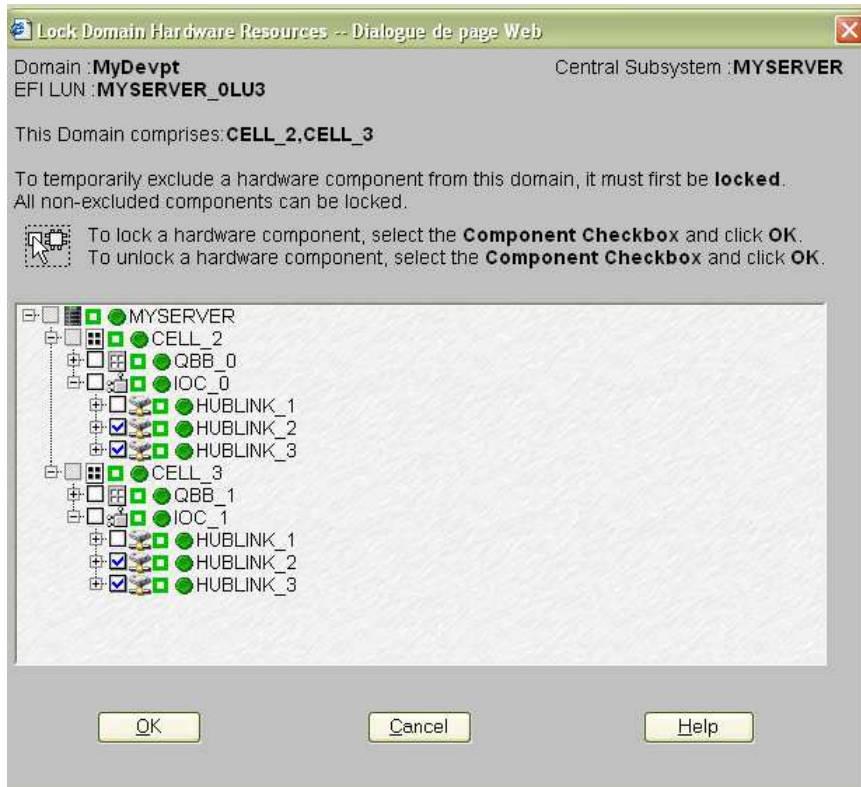 Lock Domain Hardware Resources -- Dialogue de page Web
Domain :MyDevpt Central Subsystem :MYSERVER
EFI LUN :MYSERVER_0LU3
This Domain comprises:CELL_2,CELL_3
To temporarily exclude a hardware component from this domain, it must first be locked.
All non-excluded components can be locked.
To lock a hardware component, select the Component Checkbox and click OK.
To unlock a hardware component, select the Component Checkbox and click OK.
MYSERVER
CELL_2
QBB_0
IOC_0
HUBLINK_1
HUBLINK_2
HUBLINK_3
CELL_3
QBB_1
IOC_1
HUBLINK_1
HUBLINK_2
HUBLINK_3
OK Cancel Help